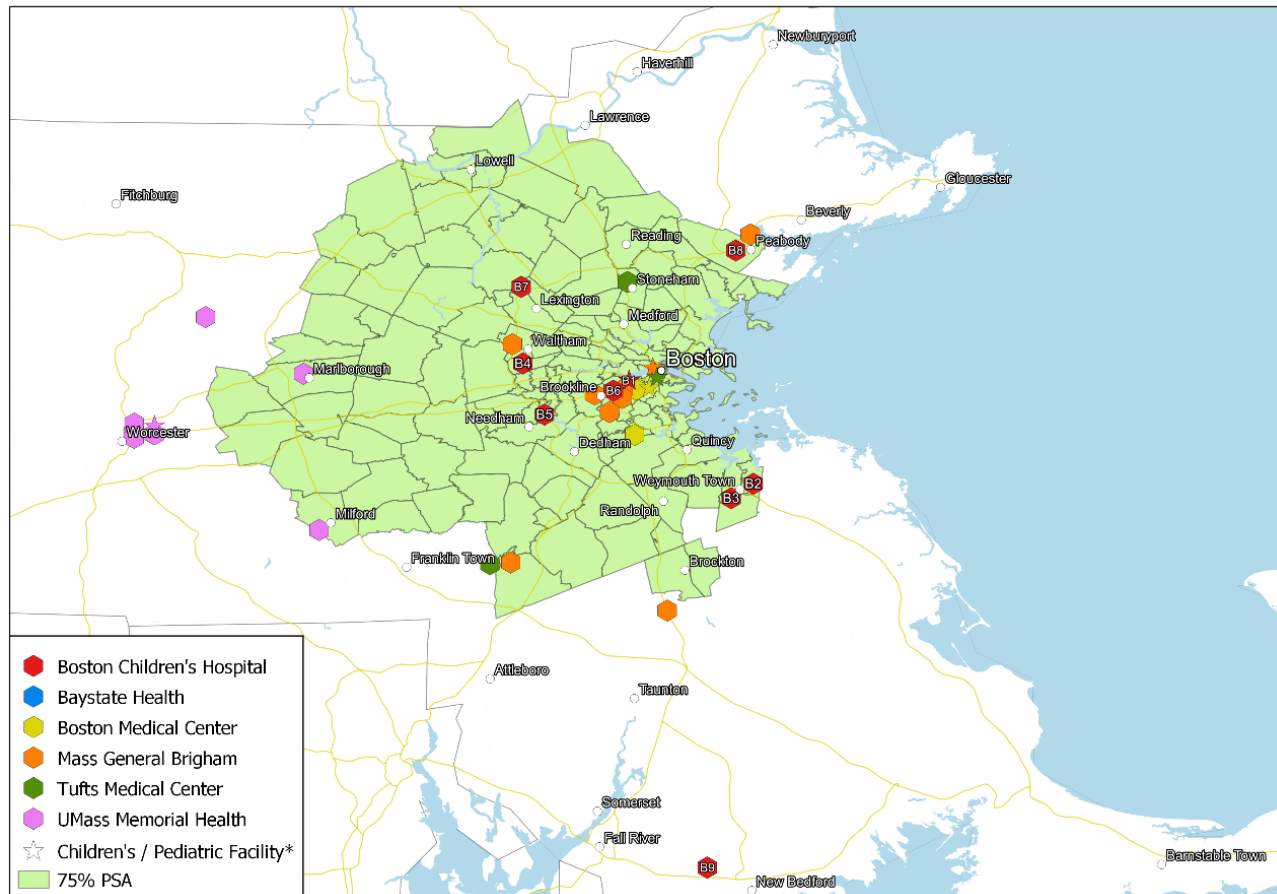 Newburyport
Haverhill
Lawrence
Lowell
Gloucester
Fitchburg
Beverly
Reading
Peabody
B8
Stoneham
B7
Lexington
Medford
Waltham
Boston
B4
Marlborough
B1
B6
Brookline
B5
Needham
Worcester
Dedham
Quincy
Weymouth Town
B2
B3
Randolph
Milford
Franklin Town
Brockton
Attleboro
Taunton
Somerset
Fall River
B9
New Bedford
Barnstable Town
Boston Children's Hospital
Baystate Health
Boston Medical Center
Mass General Brigham
Tufts Medical Center
UMass Memorial Health
Children's / Pediatric Facility*
75% PSA